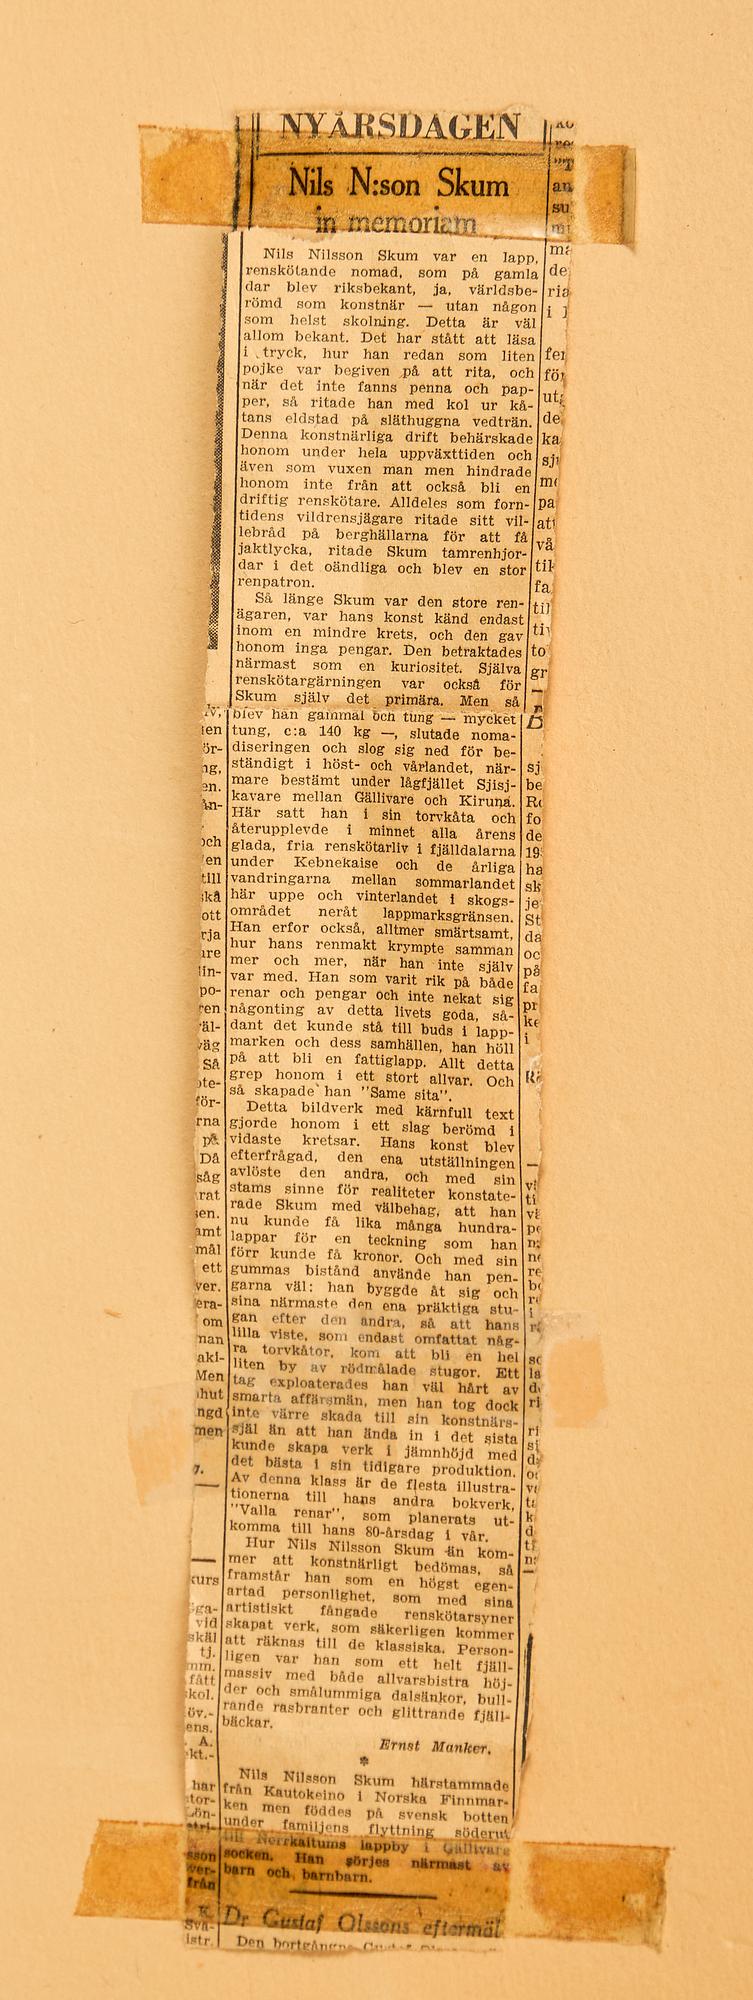 NYÅRSDAGEN
Nils N:son Skum
in memoriam
Nils Nilsson Skum var en lapp,
renskötande nomad, som på gamla
dar blev riksbekant, ja, världsbe-
römd som konstnär — utan någon
som helst skolning. Detta är väl
allom bekant. Det har stått att läsa
i tryck, hur han redan som liten
pojke var begiven på att rita, och
när det inte fanns penna och pap-
per, så ritade han med kol ur kå-
tans eldstad på släthuggna vedträn.
Denna konstnärliga drift behärskade
honom under hela uppväxttiden och
även som vuxen man men hindrade
honom inte från att också bli en
driftig renskötare. Alldeles som forn-
tidens vildrensjägare ritade sitt vil-
lebråd på berghällarna för att få
jaktlycka, ritade Skum tamrenhjor-
dar i det oändliga och blev en stor
renpatron.
Så länge Skum var den store ren-
ägaren, var hans konst känd endast
inom en mindre krets, och den gav
honom inga pengar. Den betraktades
närmast som en kuriositet. Själva
renskötargärningen var också för
Skum själv det primära. Men så
blev han gammal och tung — mycket
tung, c:a 140 kg —, slutade noma-
diseringen och slog sig ned för be-
ständigt i höst- och vårlandet, när-
mare bestämt under lågfjället Sjisj-
kavare mellan Gällivare och Kiruna.
Här satt han i sin torvkåta och
återupplevde i minnet alla årens
glada, fria renskötarliv i fjälldalarna
under Kebnekaise och de årliga
vandringarna mellan sommarlandet
här uppe och vinterlandet i skogs-
området neråt lappmarksgränsen.
Han erfor också, alltmer smärtsamt,
hur hans renmakt krympte samman
mer och mer, när han inte själv
var med. Han som varit rik på både
renar och pengar och inte nekat sig
någonting av detta livets goda, så-
dant det kunde stå till buds i lapp-
marken och dess samhällen, han höll
på att bli en fattiglapp. Allt detta
grep honom i ett stort allvar. Och
så skapade han "Same sita".
Detta bildverk med kärnfull text
gjorde honom i ett slag berömd i
vidaste kretsar. Hans konst blev
efterfrågad, den ena utställningen
avlöste den andra, och med sin
stams sinne för realiteter konstate-
rade Skum med välbehag, att han
nu kunde få lika många hundra-
lappar för en teckning som han
förr kunde få kronor. Och med sin
gummas bistånd använde han pen-
garna väl: han byggde åt sig och
sina närmaste den ena präktiga stu-
gan efter den andra, så att hans
lilla viste, som endast omfattat någ-
ra torvkåtor, kom att bli en hel
liten by av rödmålade stugor. Ett
tag exploaterades han väl hårt av
smarta affärsmän, men han tog dock
inte värre skada till sin konstnärs-
själ än att han ända in i det sista
kunde skapa verk i jämnhöjd med
det bästa i sin tidigare produktion.
Av denna klass är de flesta illustra-
tionerna till hans andra bokverk,
"Valla renar", som planerats ut-
komma till hans 80-årsdag i vår.
Hur Nils Nilsson Skum än kom-
mer att konstnärligt bedömas, så
framstår han som en högst egen-
artad personlighet, som med sina
artistiskt fångade renskötarsyner
skapat verk, som säkerligen kommer
att räknas till de klassiska. Person-
ligen var han som ett helt fjäll-
massiv med både allvarsbistra höj-
der och smålummiga dalsänkor, bull-
rande rasbranter och glittrande fjäll-
bäckar.
Ernst Manker.
*
Nils Nilsson Skum härstammade
från Kautokeino i Norska Finnmar-
ken men föddes på svensk botten
under familjens flyttning söderut
till Norrkaitums lappby i Gällivare
socken. Han sörjes närmast av
barn och barnbarn.
Dr Gustaf Olssons eftermäl
Den bortgångne